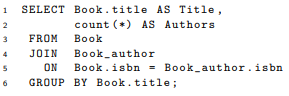 1 SELECT Book.title AS Title,
2 count(*) AS Authors
3 FROM Book
4 JOIN Book_author
5 ON Book.isbn = Book_author.isbn
6 GROUP BY Book.title;